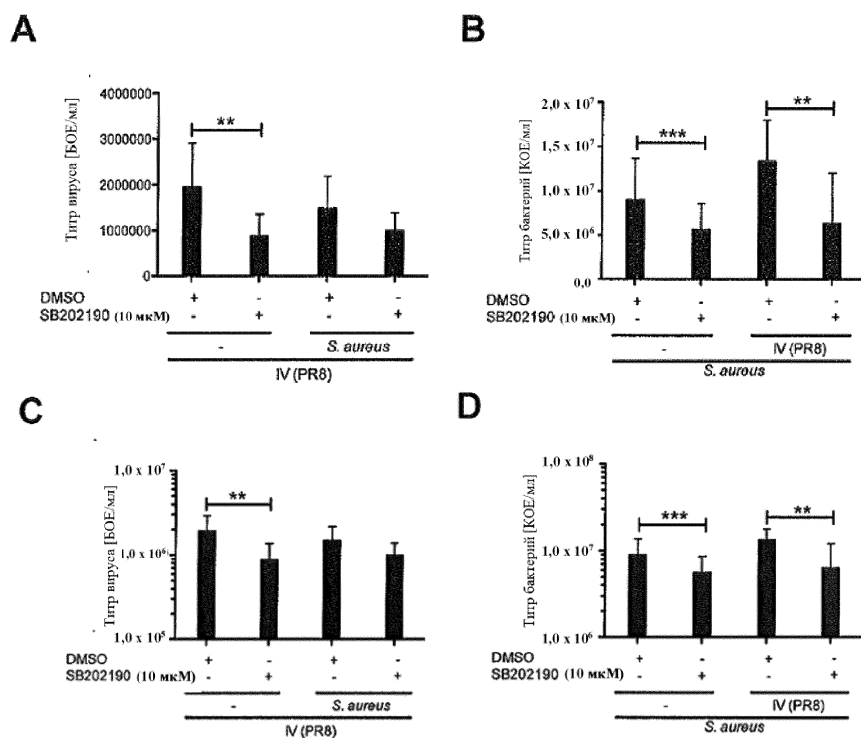 A
Титр вируса [БОЕ/мл]
4000000
3000000
2000000
1000000
0
**
DMSO + - + -
SB202190 (10 мкМ) - + - +
- S. aureus
IV (PR8)
B
Титр бактерий [КОЕ/мл]
2,0 x 10⁷
1,5 x 10⁷
1,0 x 10⁷
5,0 x 10⁶
0,0
***
**
DMSO + - + -
SB202190 (10 мкМ) - + - +
- IV (PR8)
S. aureus
C
Титр вируса [БОЕ/мл]
1,0 x 10⁷
1,0 x 10⁶
1,0 x 10⁵
**
DMSO + - + -
SB202190 (10 мкМ) - + - +
- S. aureus
IV (PR8)
D
Титр бактерий [КОЕ/мл]
1,0 x 10⁸
1,0 x 10⁷
1,0 x 10⁶
***
**
DMSO + - + -
SB202190 (10 мкМ) - + - +
- IV (PR8)
S. aureus